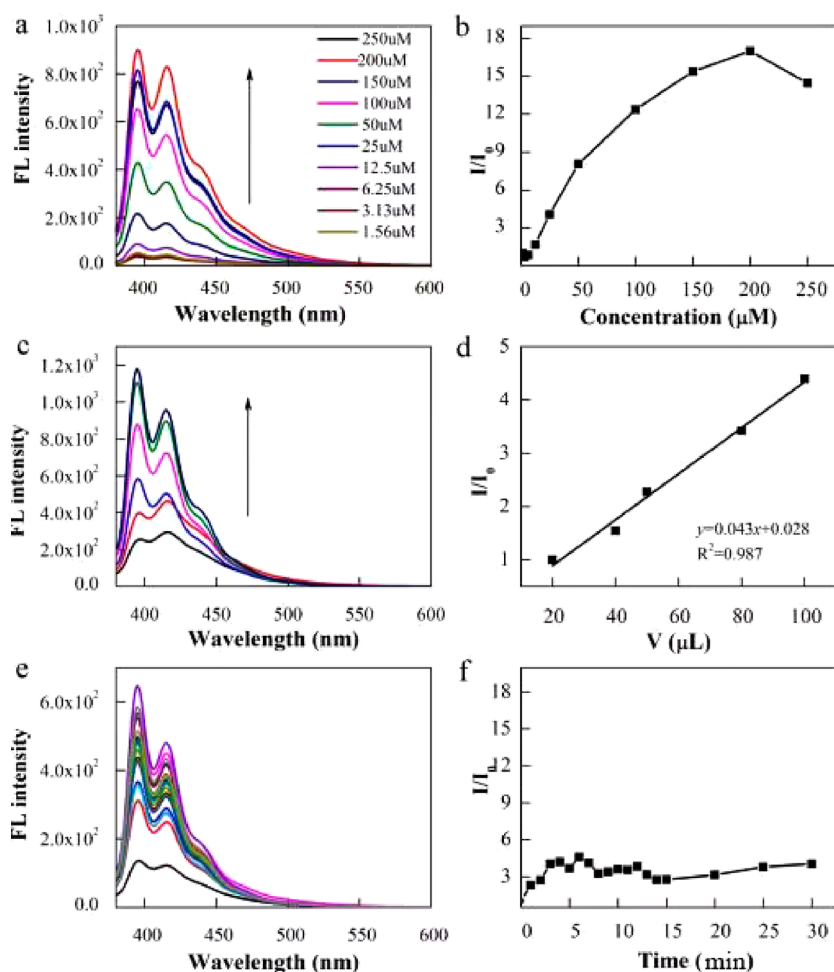 a
1.0x10³
8.0x10²
6.0x10²
4.0x10²
2.0x10²
0.0
FL intensity
400 450 500 550 600
Wavelength (nm)
250uM
200uM
150uM
100uM
50uM
25uM
12.5uM
6.25uM
3.13uM
1.56uM
b
18
15
12
9
6
3
I/I₀
0 50 100 150 200 250
Concentration (μM)
c
1.2x10³
1.0x10³
8.0x10²
6.0x10²
4.0x10²
2.0x10²
0.0
FL intensity
400 450 500 550 600
Wavelength (nm)
d
5
4
3
2
1
I/I₀
y=0.043x+0.028
R²=0.987
20 40 60 80 100
V (μL)
e
6.0x10²
4.0x10²
2.0x10²
0.0
FL intensity
400 450 500 550 600
Wavelength (nm)
f
18
15
12
9
6
3
I/I₀
0 5 10 15 20 25 30
Time (min)